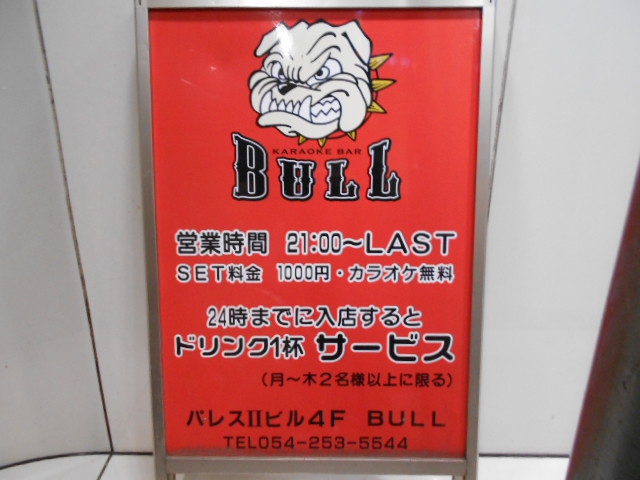 KARAOKE BAR
BULL
営業時間 21:00～LAST
SET料金 1000円・カラオケ無料
24時までに入店すると
ドリンク1杯 サービス
(月～木2名様以上に限る)
パレスIIビル4F BULL
TEL054-253-5544